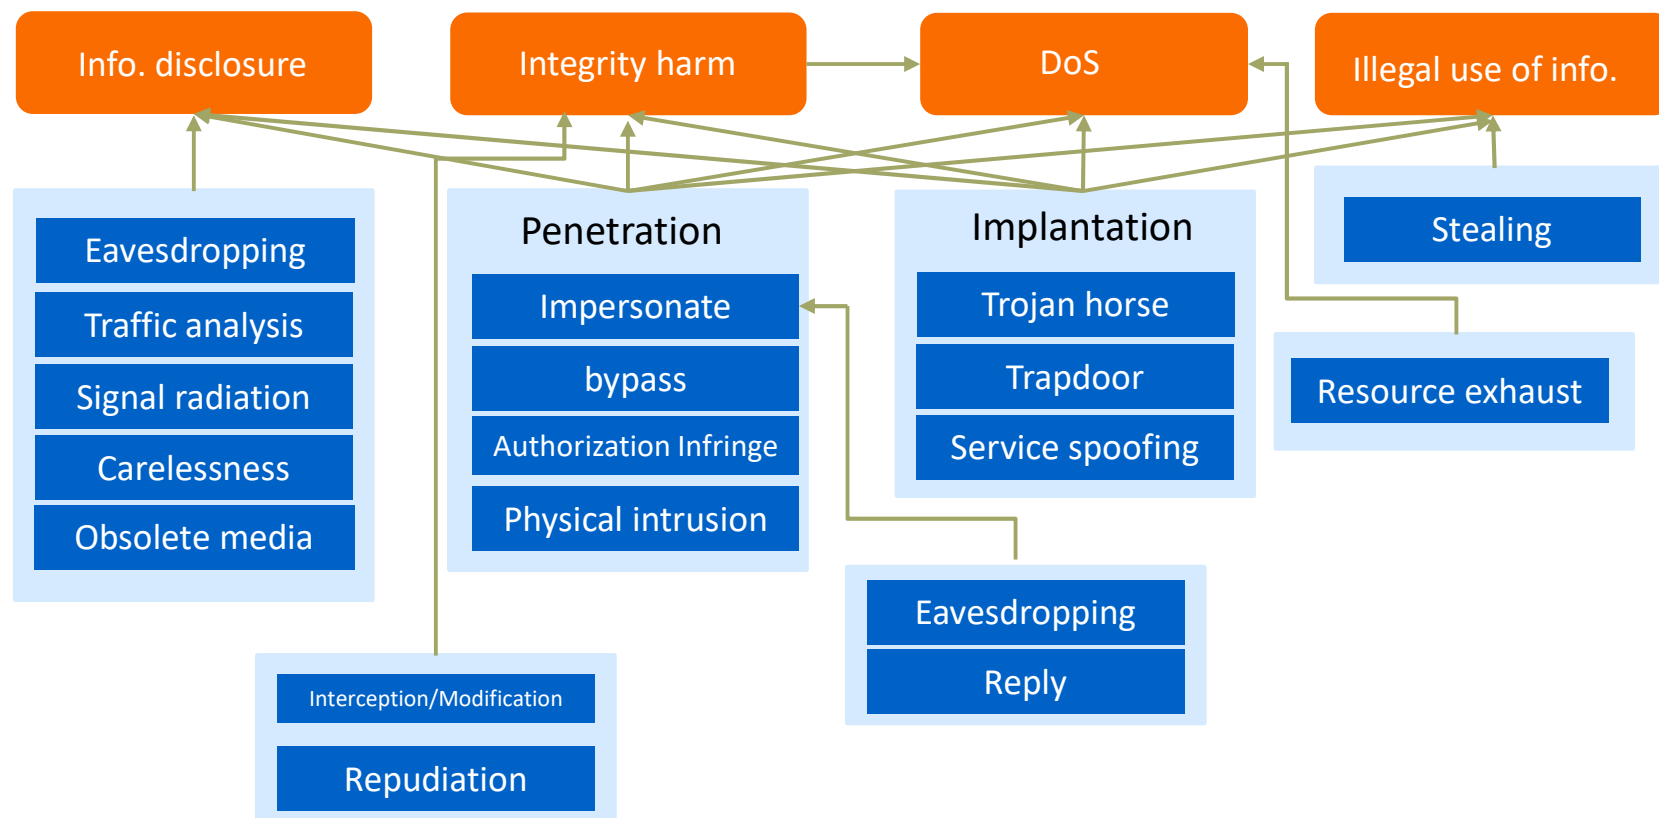 Info. disclosure
Integrity harm
DoS
Illegal use of info.
Eavesdropping
Traffic analysis
Signal radiation
Carelessness
Obsolete media
Penetration
Impersonate
bypass
Authorization Infringe
Physical intrusion
Implantation
Trojan horse
Trapdoor
Service spoofing
Stealing
Resource exhaust
Eavesdropping
Reply
Interception/Modification
Repudiation